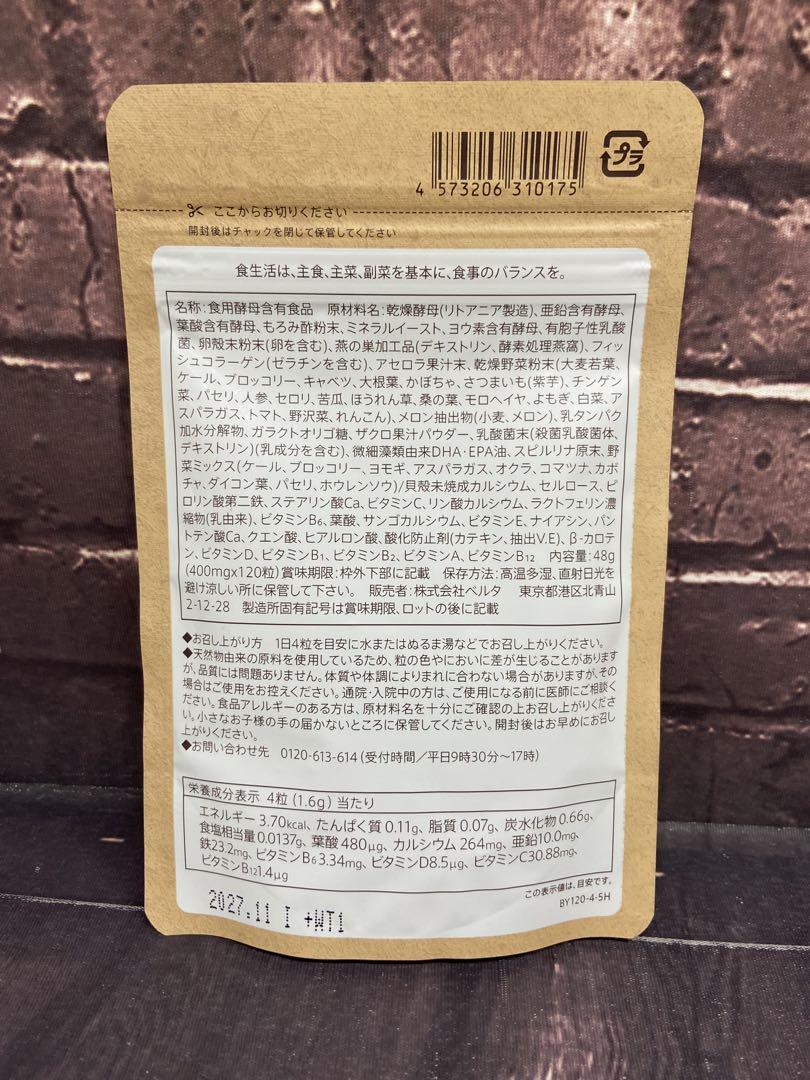 4 573206 310175
プラ
ここからお切りください
開封後はチャックを閉じて保管してください
食生活は、主食、主菜、副菜を基本に、食事のバランスを。
名称:食用酵母含有食品 原材料名:乾燥酵母(リトアニア製造)、亜鉛含有酵母、
葉酸含有酵母、もろみ酢粉末、ミネラルイースト、ヨウ素含有酵母、有胞子性乳酸
菌、卵殻末粉末(卵を含む)、燕の巣加工品(デキストリン、酵素処理燕窩)、フィッ
シュコラーゲン(ゼラチンを含む)、アセロラ果汁末、乾燥野菜粉末(大麦若葉、
ケール、ブロッコリー、キャベツ、大根葉、かぼちゃ、さつまいも(紫芋)、チンゲン
菜、パセリ、人参、セロリ、苦瓜、ほうれん草、桑の葉、モロヘイヤ、よもぎ、白菜、ア
スパラガス、トマト、野沢菜、れんこん)、メロン抽出物(小麦、メロン)、乳タンパク
加水分解物、ガラクトオリゴ糖、ザクロ果汁パウダー、乳酸菌末(殺菌乳酸菌体、
デキストリン)(乳成分を含む)、微細藻類由来DHA・EPA油、スピルリナ原末、野
菜ミックス(ケール、ブロッコリー、ヨモギ、アスパラガス、オクラ、コマツナ、カボ
チャ、ダイコン葉、パセリ、ホウレンソウ)/貝殻未焼成カルシウム、セルロース、ピ
ロリン酸第二鉄、ステアリン酸Ca、ビタミンC、リン酸カルシウム、ラクトフェリン濃
縮物(乳由来)、ビタミンB6、葉酸、サンゴカルシウム、ビタミンE、ナイアシン、パン
トテン酸Ca、クエン酸、ヒアルロン酸、酸化防止剤(カテキン、抽出V.E)、β-カロテ
ン、ビタミンD、ビタミンB1、ビタミンB2、ビタミンA、ビタミンB12 内容量:48g
(400mgx120粒) 賞味期限:枠外下部に記載 保存方法:高温多湿、直射日光を
避け涼しい所に保管して下さい。 販売者:株式会社ベルタ 東京都港区北青山
2-12-28 製造所固有記号は賞味期限、ロットの後に記載
◆お召し上がり方 1日4粒を目安に水またはぬるま湯などでお召し上がりください。
◆天然物由来の原料を使用しているため、粒の色やにおいに差が生じることがあります
が、品質には問題ありません。体質や体調によりまれに合わない場合がありますが、その
場合はご使用をお控えください。通院・入院中の方は、ご使用になる前に医師にご相談く
ださい。食品アレルギーのある方は、原材料名を十分にご確認の上お召し上がりくださ
い。小さなお子様の手の届かないところに保管してください。開封後はお早めにお召し
上がりください。
◆お問い合わせ先 0120-613-614 (受付時間/平日9時30分〜17時)
栄養成分表示 4粒 (1.6g) 当たり
エネルギー 3.70kcal、たんぱく質 0.11g、脂質 0.07g、炭水化物 0.66g、
食塩相当量 0.0137g、葉酸 480μg、カルシウム 264mg、亜鉛10.0mg、
鉄23.2mg、ビタミンB6 3.34mg、ビタミンD8.5μg、ビタミンC30.88mg、
ビタミンB12 1.4μg
この表示値は、目安です。
BY120-4-5H
2027.11 I +WT1